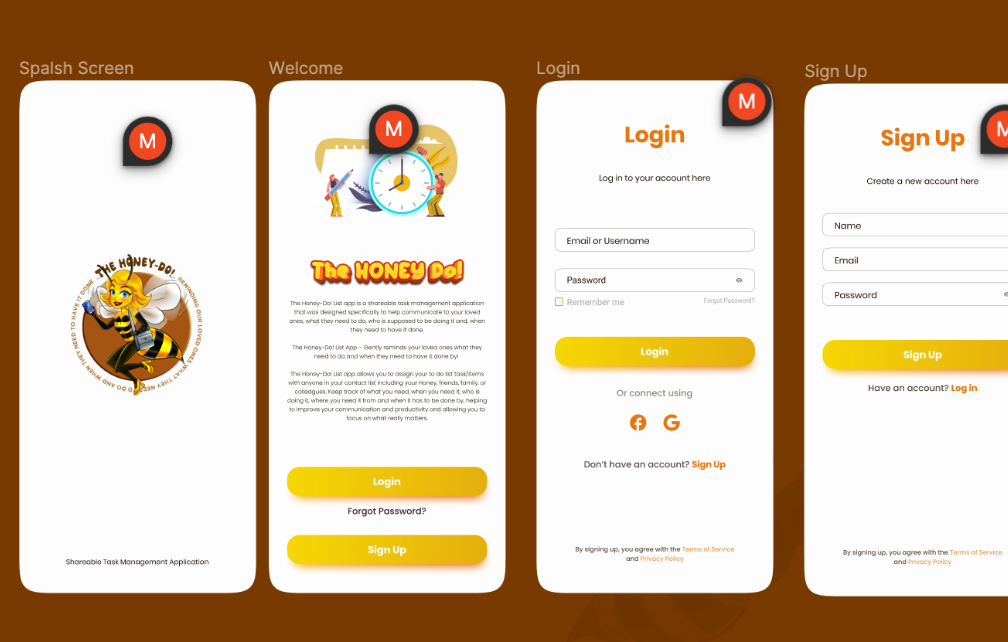 Spalsh Screen
M
THE HONEY-DO!
REMINDING OUR LOVED ONES WHAT THEY NEED TO DO AND WHEN THEY NEED TO HAVE IT DONE
Shareable Task Management Application
Welcome
M
The HONEY Do!
The Honey-Do! List app is a shareable task management application
that was designed specifically to help communicate to your loved
ones, what they need to do, who is supposed to be doing it and, when
they need to have it done.
The Honey-Do! List App - Gently reminds your loved ones what they
need to do and when they need to have it done by!
The Honey-Do! List app allows you to assign your to do list task/items
with anyone in your contact list including your Honey, friends, family, or
colleagues. Keep track of what you need, when you need it, who is
doing it, where you need it from and when it has to be done by, helping
to improve your communication and productivity and allowing you to
focus on what really matters.
Login
Forgot Password?
Sign Up
Login
M
Login
Log in to your account here
Email or Username
Password
Remember me
Forgot Password?
Login
Or connect using
Don't have an account? Sign Up
By signing up, you agree with the Terms of Service
and Privacy Policy
Sign Up
M
Sign Up
Create a new account here
Name
Email
Password
Sign Up
Have an account? Log in
By signing up, you agree with the Terms of Service
and Privacy Policy